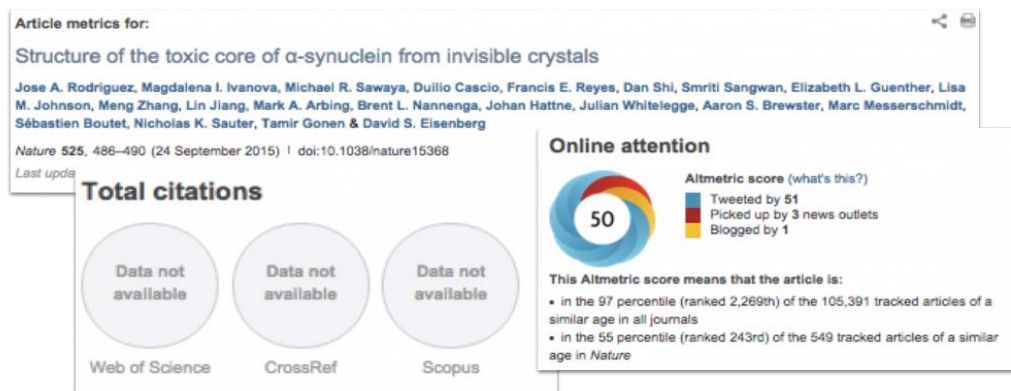 Article metrics for:
Structure of the toxic core of α-synuclein from invisible crystals
Jose A. Rodriguez, Magdalena I. Ivanova, Michael R. Sawaya, Duilio Cascio, Francis E. Reyes, Dan Shi, Smriti Sangwan, Elizabeth L. Guenther, Lisa
M. Johnson, Meng Zhang, Lin Jiang, Mark A. Arbing, Brent L. Nannenga, Johan Hattne, Julian Whitelegge, Aaron S. Brewster, Marc Messerschmidt,
Sébastien Boutet, Nicholas K. Sauter, Tamir Gonen & David S. Eisenberg
Nature 525, 486–490 (24 September 2015) | doi:10.1038/nature15368
Last
Total citations
Data not
available
Data not
available
Data not
available
Web of Science
CrossRef
Scopus
Online attention
50
Altmetric score (what's this?)
Tweeted by 51
Picked up by 3 news outlets
Blogged by 1
This Altmetric score means that the article is:
• in the 97 percentile (ranked 2,269th) of the 105,391 tracked articles of a
similar age in all journals
• in the 55 percentile (ranked 243rd) of the 549 tracked articles of a similar
age in Nature